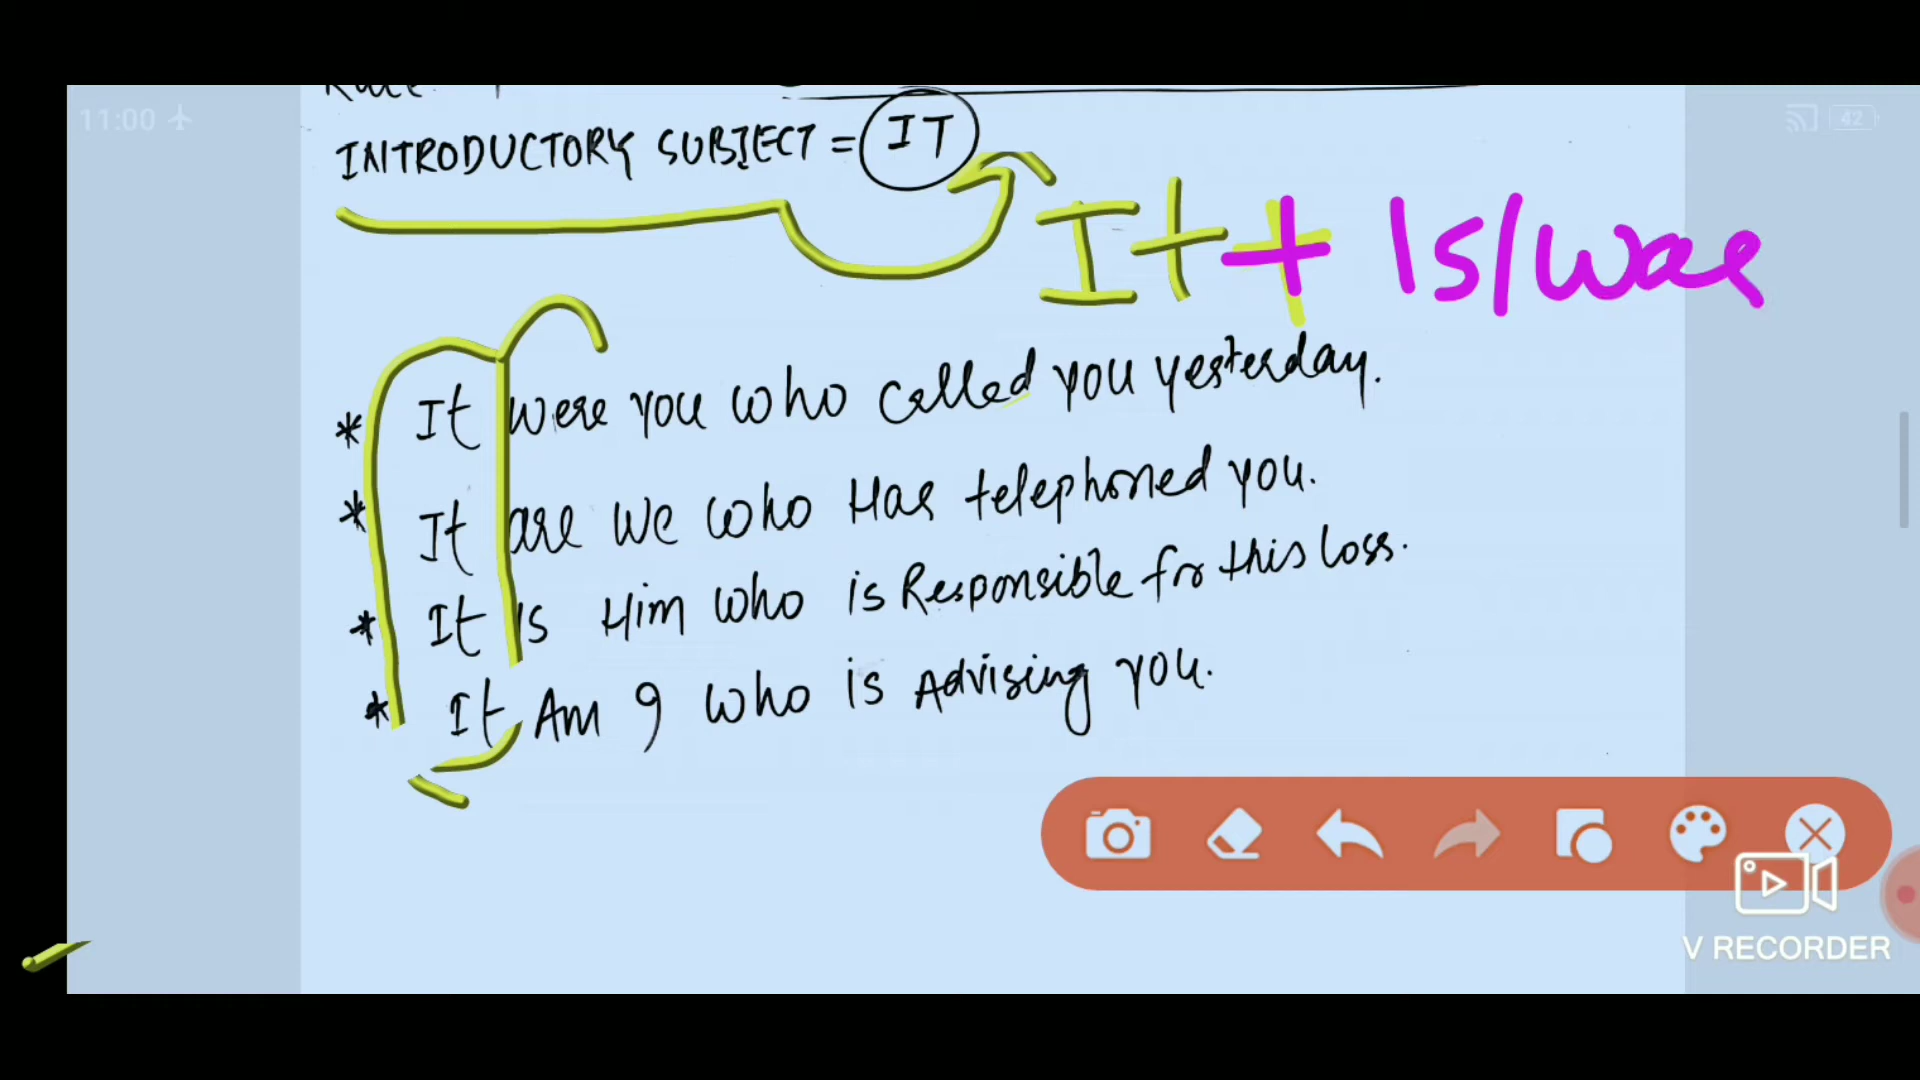 11:00
42
INTRODUCTORY SUBJECT = IT
It + Is/was
* It were you who called you yesterday.
* It are We who Has telephoned you.
* It is Him who is Responsible for this loss.
* It Am I who is Advising you.
V RECORDER